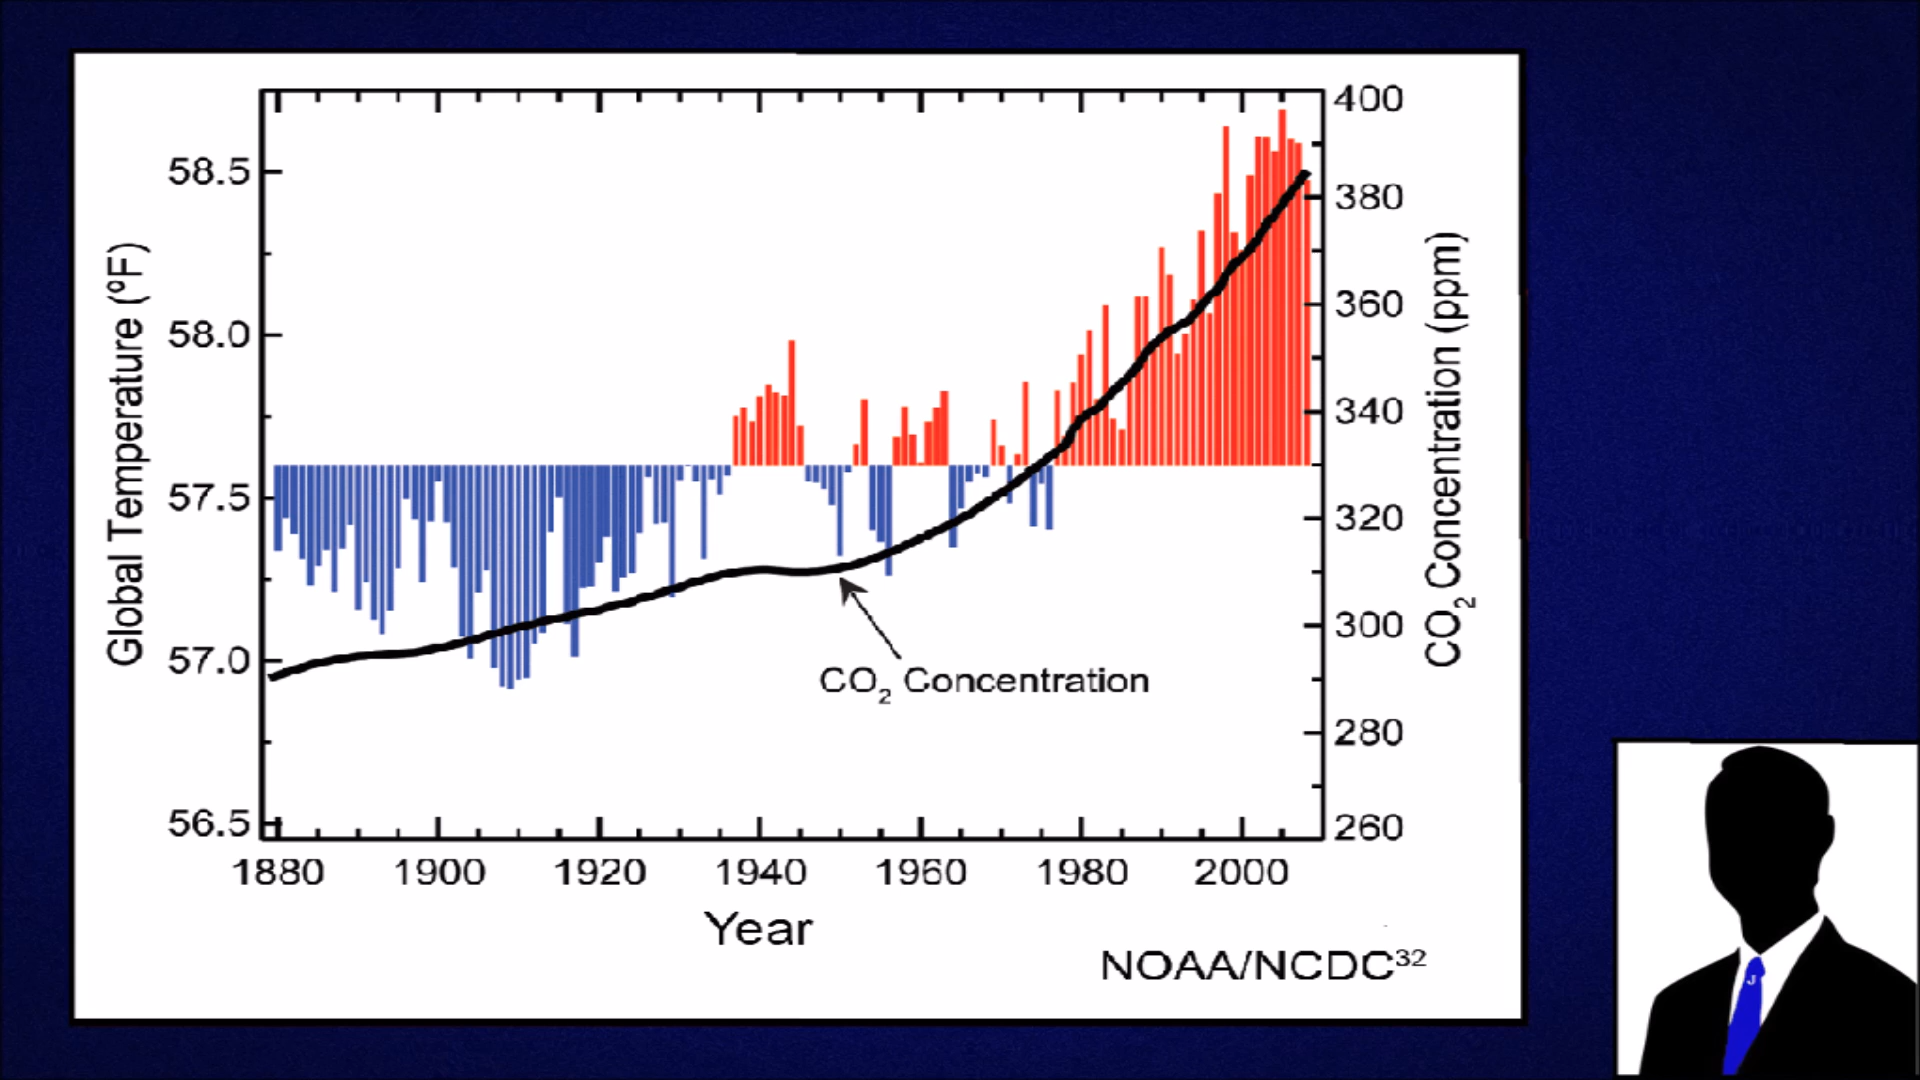 58.5
58.0
57.5
57.0
56.5
Global Temperature (ºF)
400
380
360
340
320
300
280
260
CO₂ Concentration (ppm)
CO₂ Concentration
1880 1900 1920 1940 1960 1980 2000
Year
NOAA/NCDC³²
J